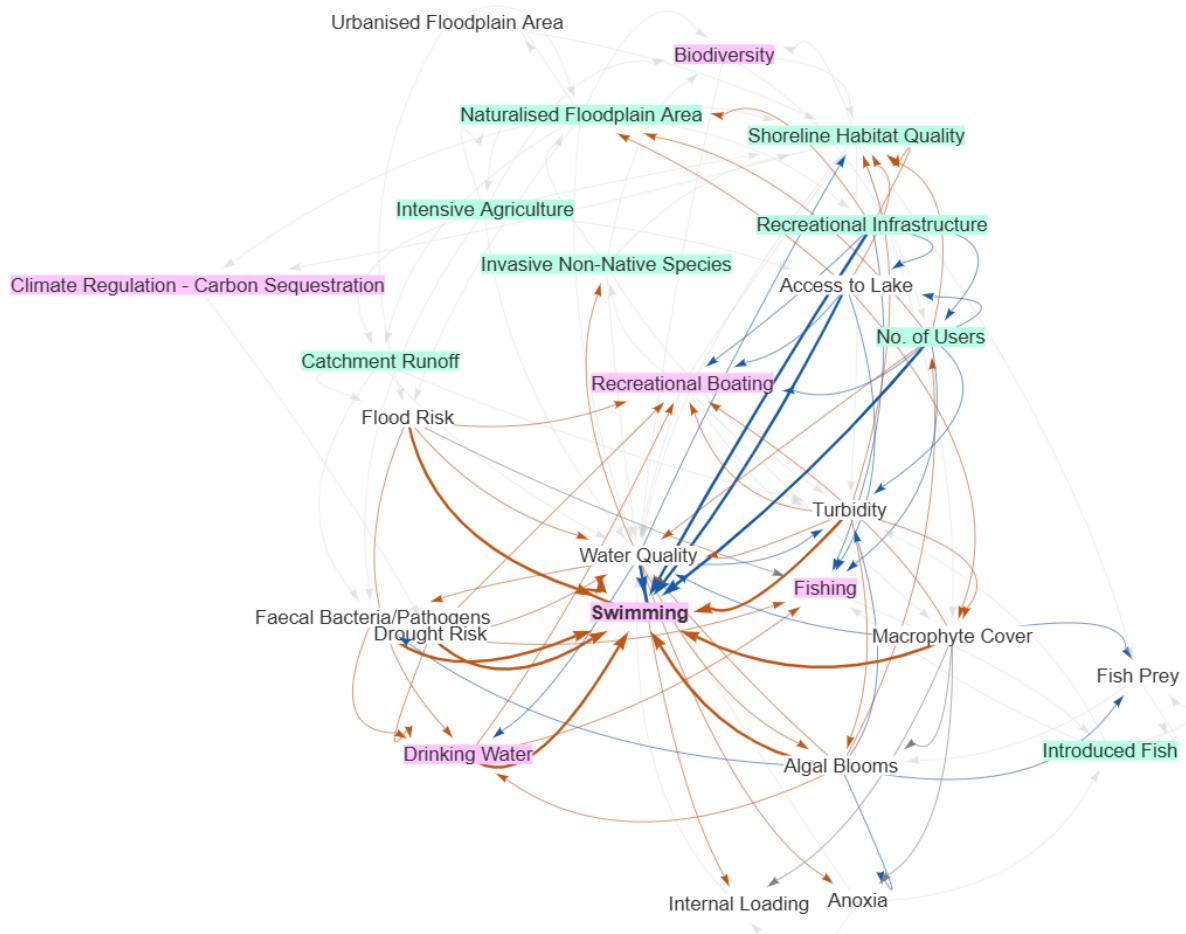 Urbanised Floodplain Area
Biodiversity
Naturalised Floodplain Area
Shoreline Habitat Quality
Intensive Agriculture
Recreational Infrastructure
Invasive Non-Native Species
Climate Regulation - Carbon Sequestration
Access to Lake
No. of Users
Catchment Runoff
Recreational Boating
Flood Risk
Turbidity
Water Quality
Fishing
Swimming
Faecal Bacteria/Pathogens
Drought Risk
Macrophyte Cover
Fish Prey
Drinking Water
Introduced Fish
Algal Blooms
Internal Loading
Anoxia